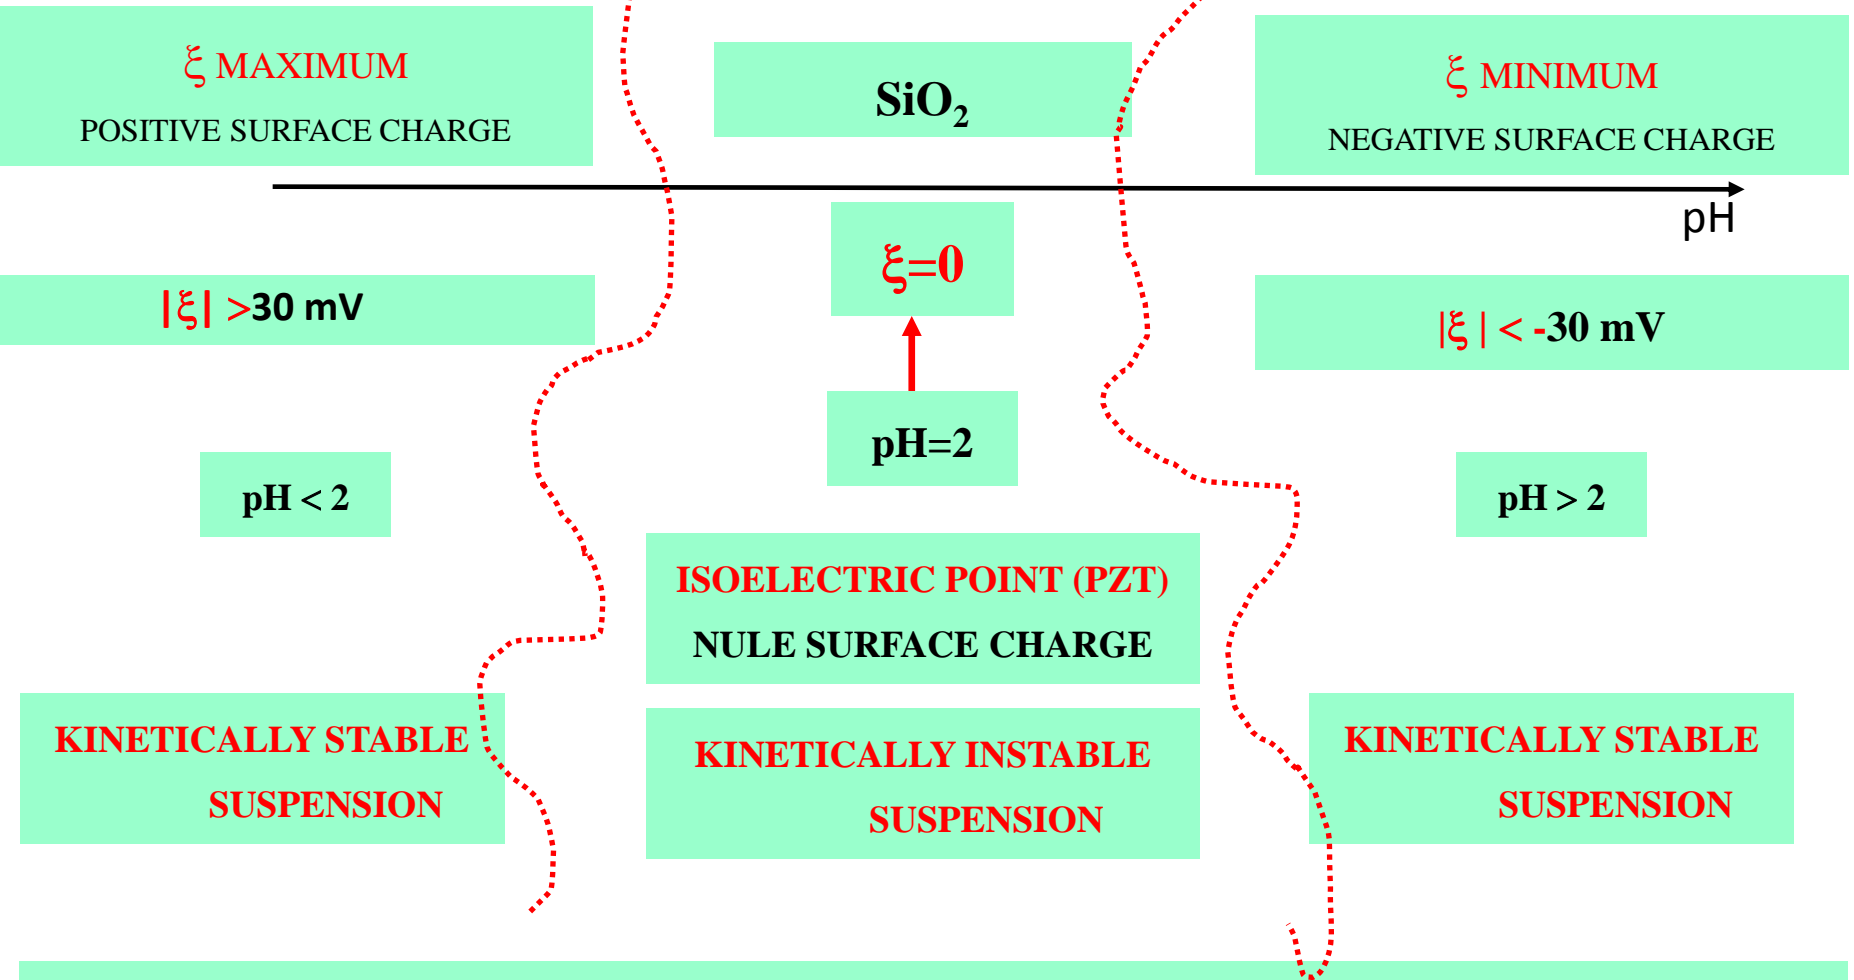 ξ MAXIMUM
POSITIVE SURFACE CHARGE
SiO₂
ξ MINIMUM
NEGATIVE SURFACE CHARGE
pH
ξ=0
|ξ| >30 mV
|ξ | < -30 mV
pH=2
pH < 2
pH > 2
ISOELECTRIC POINT (PZT)
NULE SURFACE CHARGE
KINETICALLY STABLE
SUSPENSION
KINETICALLY INSTABLE
SUSPENSION
KINETICALLY STABLE
SUSPENSION